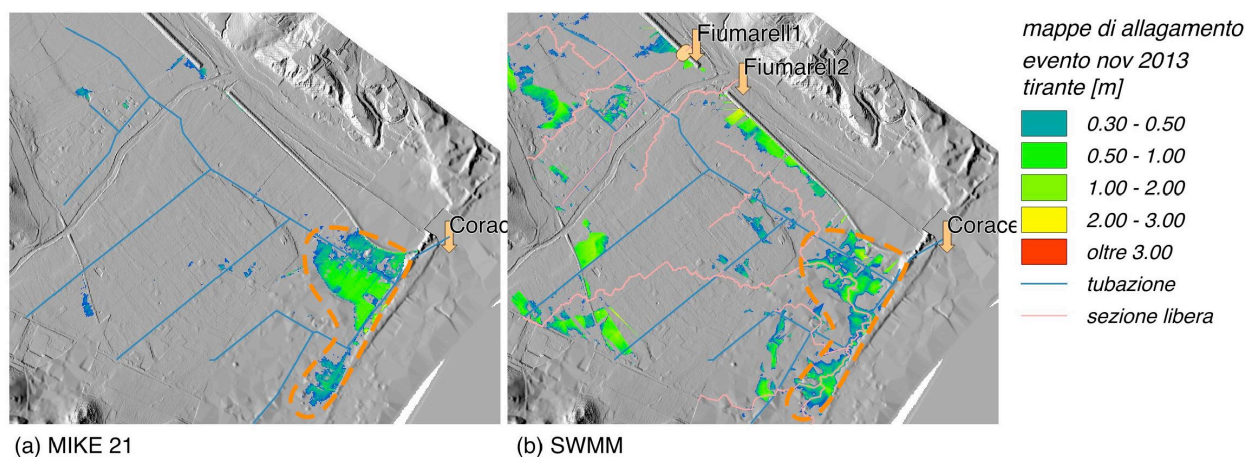 Fiumarell1
Fiumarell2
Corace
Corace
(a) MIKE 21
(b) SWMM
mappe di allagamento
evento nov 2013
tirante [m]
0.30 - 0.50
0.50 - 1.00
1.00 - 2.00
2.00 - 3.00
oltre 3.00
tubazione
sezione libera